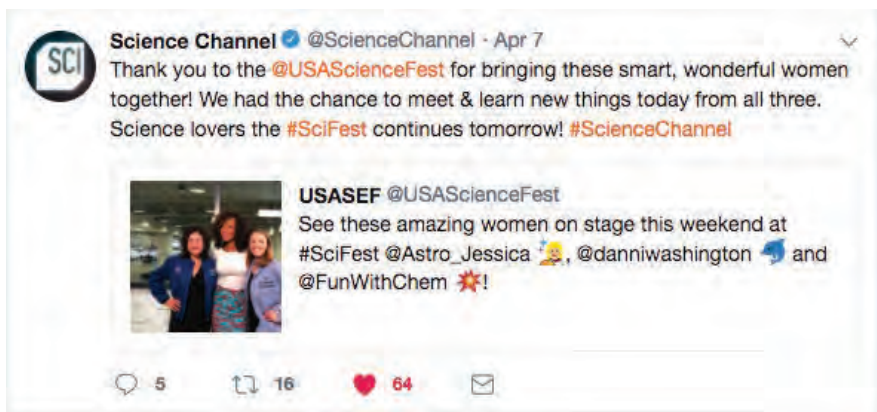 SCI
Science Channel @ScienceChannel · Apr 7
Thank you to the @USAScienceFest for bringing these smart, wonderful women
together! We had the chance to meet & learn new things today from all three.
Science lovers the #SciFest continues tomorrow! #ScienceChannel
USASEF @USAScienceFest
See these amazing women on stage this weekend at
#SciFest @Astro_Jessica 💁🏼, @danniwashington 🐬 and
@FunWithChem 💥!
5 16 64